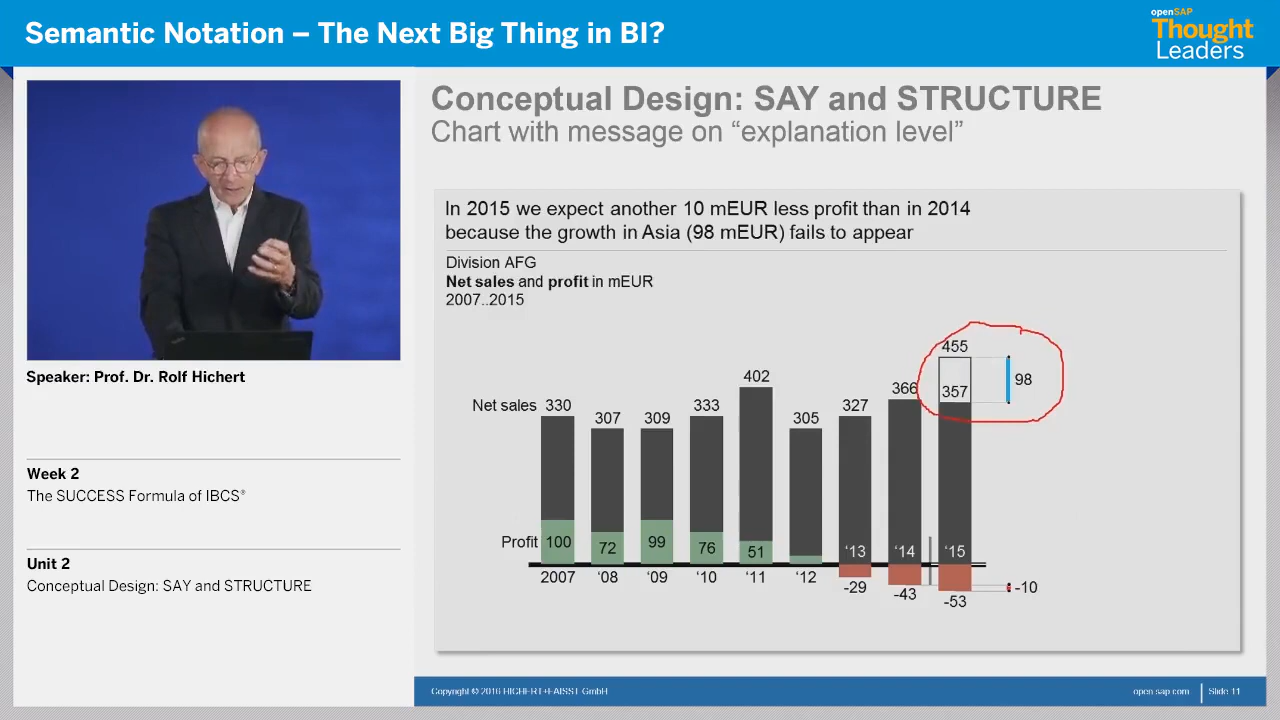 Semantic Notation – The Next Big Thing in BI?
openSAP
Thought
Leaders
Speaker: Prof. Dr. Rolf Hichert
Week 2
The SUCCESS Formula of IBCS®
Unit 2
Conceptual Design: SAY and STRUCTURE
Conceptual Design: SAY and STRUCTURE
Chart with message on “explanation level”
In 2015 we expect another 10 mEUR less profit than in 2014
because the growth in Asia (98 mEUR) fails to appear
Division AFG
Net sales and profit in mEUR
2007..2015
455
98
357
366
402
Net sales 330 307 309 333 305 327
Profit 100 72 99 76 51 ‘13 ‘14 ‘15
2007 ‘08 ‘09 ‘10 ‘11 ‘12
-29 -43 -53 -10
Copyright © 2016 HICHERT+FAISST GmbH
open.sap.com
Slide 11